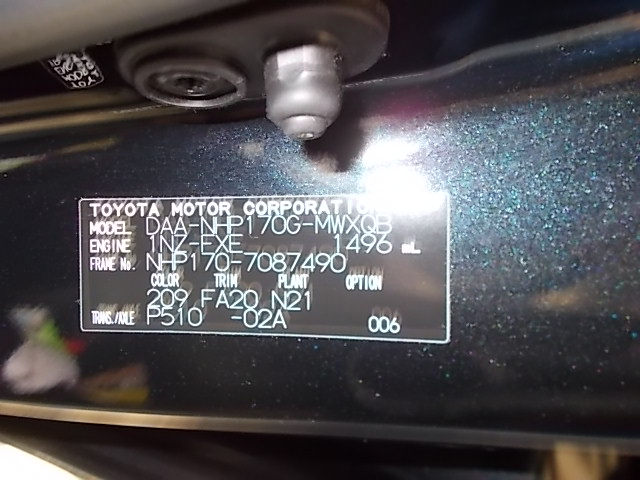 TOYOTA MOTOR CORPORATION
MODEL DAA-NHP170G-MWXQB
ENGINE 1NZ-EXE 1496 mL
FRAME No. NHP170-7087490
COLOR TRIM PLANT OPTION
209 FA20 N21
TRANS./AXLE P510 -02A 006